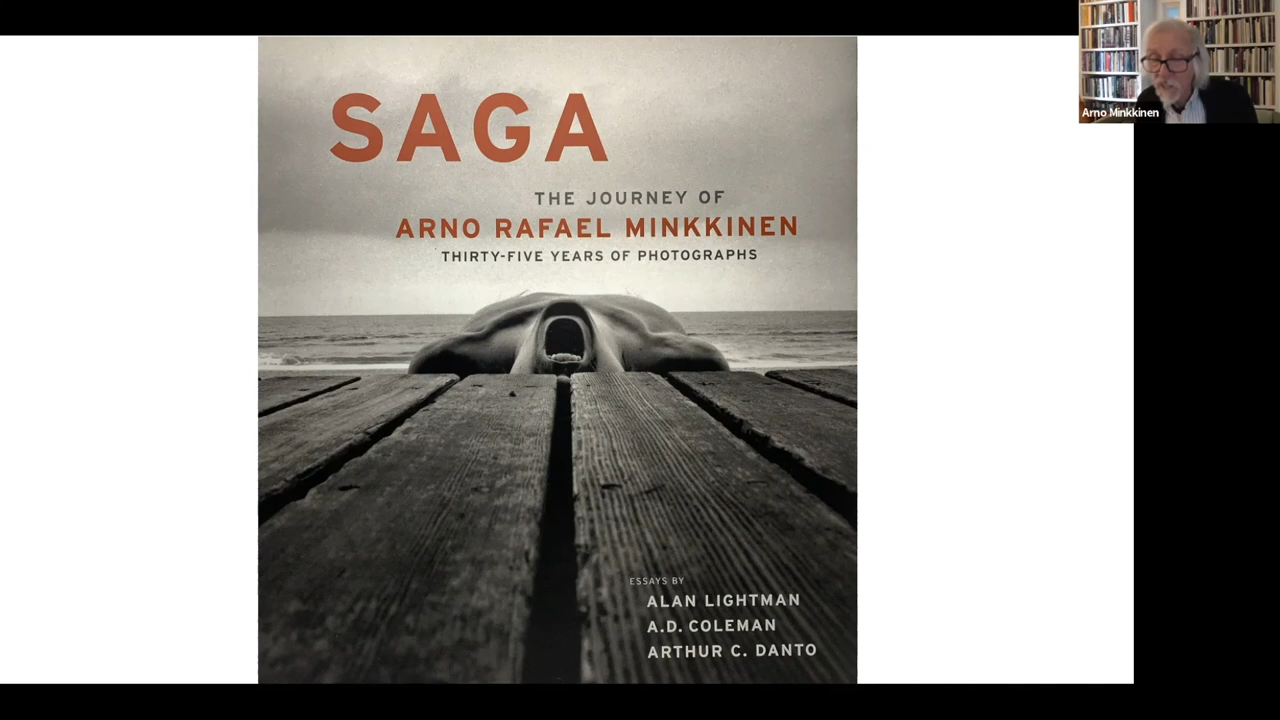 SAGA
THE JOURNEY OF
ARNO RAFAEL MINKKINEN
THIRTY-FIVE YEARS OF PHOTOGRAPHS
ESSAYS BY
ALAN LIGHTMAN
A.D. COLEMAN
ARTHUR C. DANTO
Arno Minkkinen